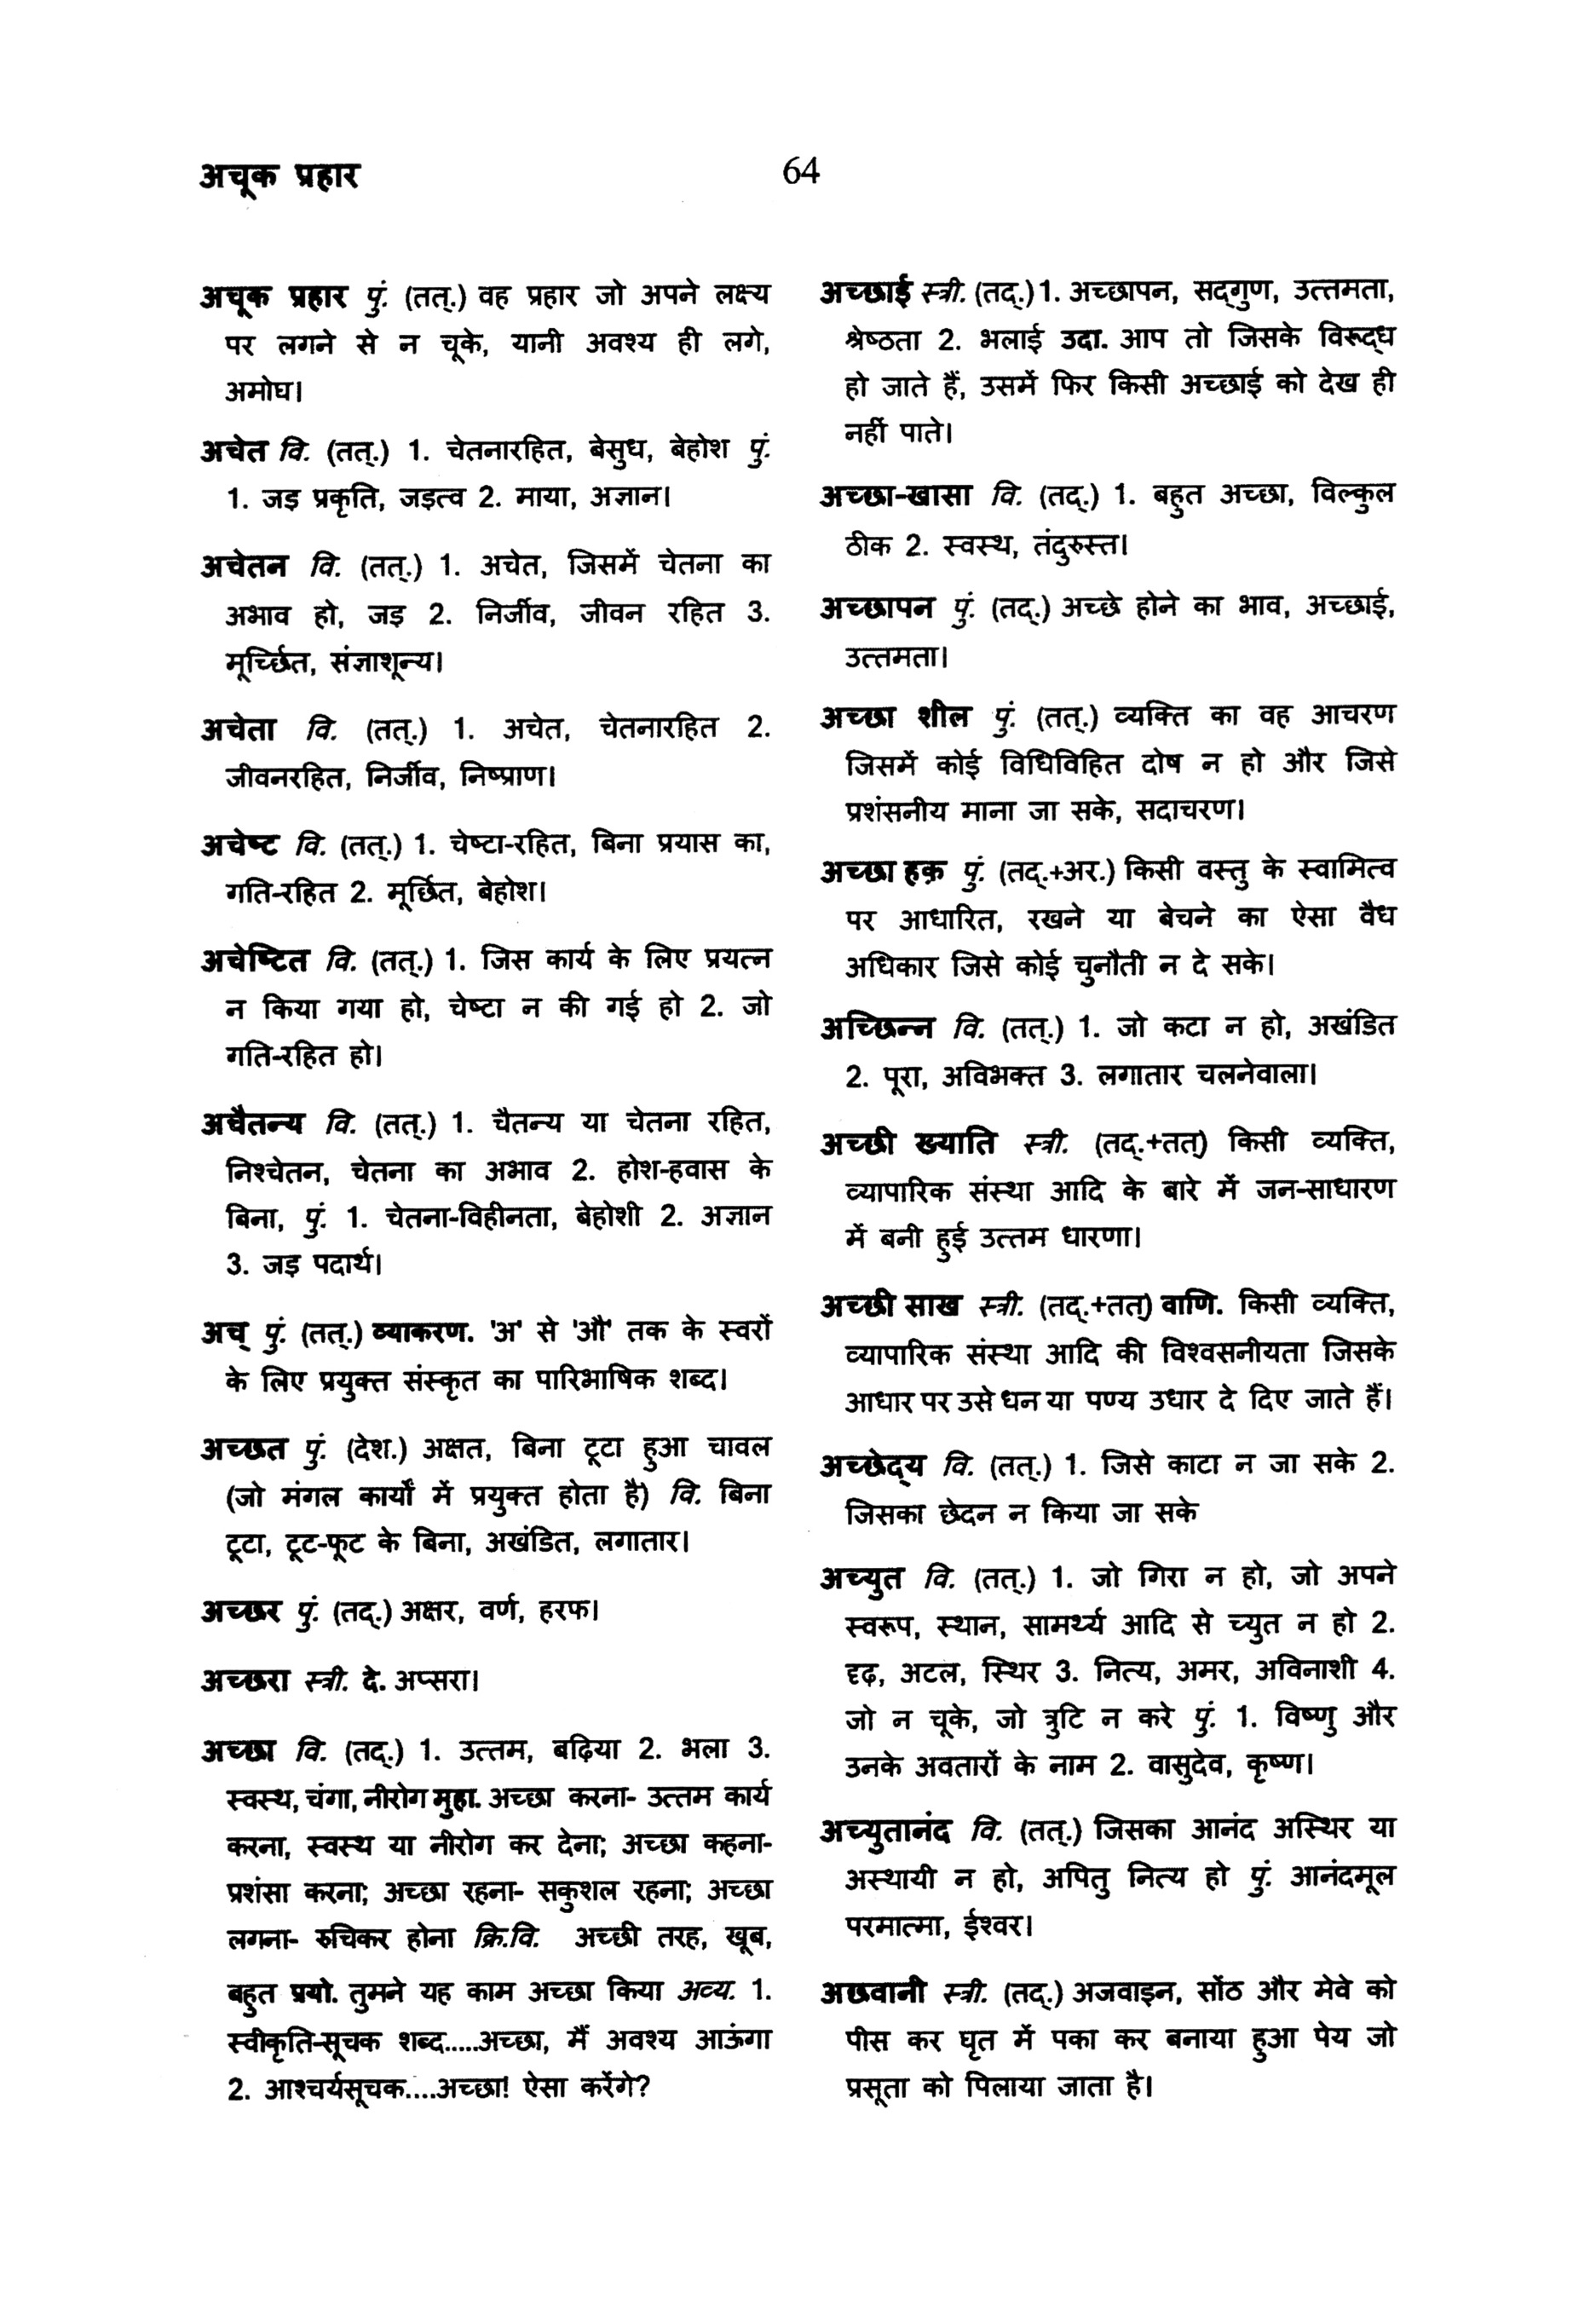 अचूक प्रहार
64
अचूक प्रहार पुं. (तत्.) वह प्रहार जो अपने लक्ष्य
पर लगने से न चूके, यानी अवश्य ही लगे,
अमोघ।
अचेत वि. (तत्.) 1. चेतनारहित, बेसुध, बेहोश पुं.
1. जड़ प्रकृति, जड़त्व 2. माया, अज्ञान।
अचेतन वि. (तत्.) 1. अचेत, जिसमें चेतना का
अभाव हो, जड़ 2. निर्जीव, जीवन रहित 3.
मूर्च्छित, संज्ञाशून्य।
अचेता वि. (तत्.) 1. अचेत, चेतनारहित 2.
जीवनरहित, निर्जीव, निष्प्राण।
अचेष्ट वि. (तत्.) 1. चेष्टा-रहित, बिना प्रयास का,
गति-रहित 2. मूर्छित, बेहोश।
अचेष्टित वि. (तत्.) 1. जिस कार्य के लिए प्रयत्न
न किया गया हो, चेष्टा न की गई हो 2. जो
गति-रहित हो।
अचैतन्य वि. (तत्.) 1. चैतन्य या चेतना रहित,
निश्चेतन, चेतना का अभाव 2. होश-हवास के
बिना, पुं. 1. चेतना-विहीनता, बेहोशी 2. अज्ञान
3. जड़ पदार्थ।
अच् पुं. (तत्.) व्याकरण. 'अ' से 'औ' तक के स्वरों
के लिए प्रयुक्त संस्कृत का पारिभाषिक शब्द।
अच्छत पुं. (देश.) अक्षत, बिना टूटा हुआ चावल
(जो मंगल कार्यों में प्रयुक्त होता है) वि. बिना
टूटा, टूट-फूट के बिना, अखंडित, लगातार।
अच्छर पुं. (तद्.) अक्षर, वर्ण, हरफ।
अच्छरा स्त्री. दे. अप्सरा।
अच्छा वि. (तद्.) 1. उत्तम, बढ़िया 2. भला 3.
स्वस्थ, चंगा, नीरोग मुहा. अच्छा करना- उत्तम कार्य
करना, स्वस्थ या नीरोग कर देना; अच्छा कहना-
प्रशंसा करना; अच्छा रहना- सकुशल रहना; अच्छा
लगना- रुचिकर होना क्रि.वि. अच्छी तरह, खूब,
बहुत प्रयो. तुमने यह काम अच्छा किया अव्य. 1.
स्वीकृति-सूचक शब्द.....अच्छा, मैं अवश्य आऊंगा
2. आश्चर्यसूचक....अच्छा! ऐसा करेंगे?
अच्छाई स्त्री. (तद्.) 1. अच्छापन, सद्‌गुण, उत्तमता,
श्रेष्ठता 2. भलाई उदा. आप तो जिसके विरूद्ध
हो जाते हैं, उसमें फिर किसी अच्छाई को देख ही
नहीं पाते।
अच्छा-खासा वि. (तद्.) 1. बहुत अच्छा, विल्कुल
ठीक 2. स्वस्थ, तंदुरुस्त।
अच्छापन पुं. (तद्.) अच्छे होने का भाव, अच्छाई,
उत्तमता।
अच्छा शील पुं. (तत्.) व्यक्ति का वह आचरण
जिसमें कोई विधिविहित दोष न हो और जिसे
प्रशंसनीय माना जा सके, सदाचरण।
अच्छा हक़ पुं. (तद्.+अर.) किसी वस्तु के स्वामित्व
पर आधारित, रखने या बेचने का ऐसा वैध
अधिकार जिसे कोई चुनौती न दे सके।
अच्छिन्न वि. (तत्.) 1. जो कटा न हो, अखंडित
2. पूरा, अविभक्त 3. लगातार चलनेवाला।
अच्छी ख्याति स्त्री. (तद्.+तत्) किसी व्यक्ति,
व्यापारिक संस्था आदि के बारे में जन-साधारण
में बनी हुई उत्तम धारणा।
अच्छी साख स्त्री. (तद्.+तत्) वाणि. किसी व्यक्ति,
व्यापारिक संस्था आदि की विश्वसनीयता जिसके
आधार पर उसे धन या पण्य उधार दे दिए जाते हैं।
अच्छेद्‌य वि. (तत्.) 1. जिसे काटा न जा सके 2.
जिसका छेदन न किया जा सके
अच्युत वि. (तत्.) 1. जो गिरा न हो, जो अपने
स्वरूप, स्थान, सामर्थ्य आदि से च्युत न हो 2.
दृढ़, अटल, स्थिर 3. नित्य, अमर, अविनाशी 4.
जो न चूके, जो त्रुटि न करे पुं. 1. विष्णु और
उनके अवतारों के नाम 2. वासुदेव, कृष्ण।
अच्युतानंद वि. (तत्.) जिसका आनंद अस्थिर या
अस्थायी न हो, अपितु नित्य हो पुं. आनंदमूल
परमात्मा, ईश्वर।
अछवानी स्त्री. (तद्.) अजवाइन, सोंठ और मेवे को
पीस कर घृत में पका कर बनाया हुआ पेय जो
प्रसूता को पिलाया जाता है।